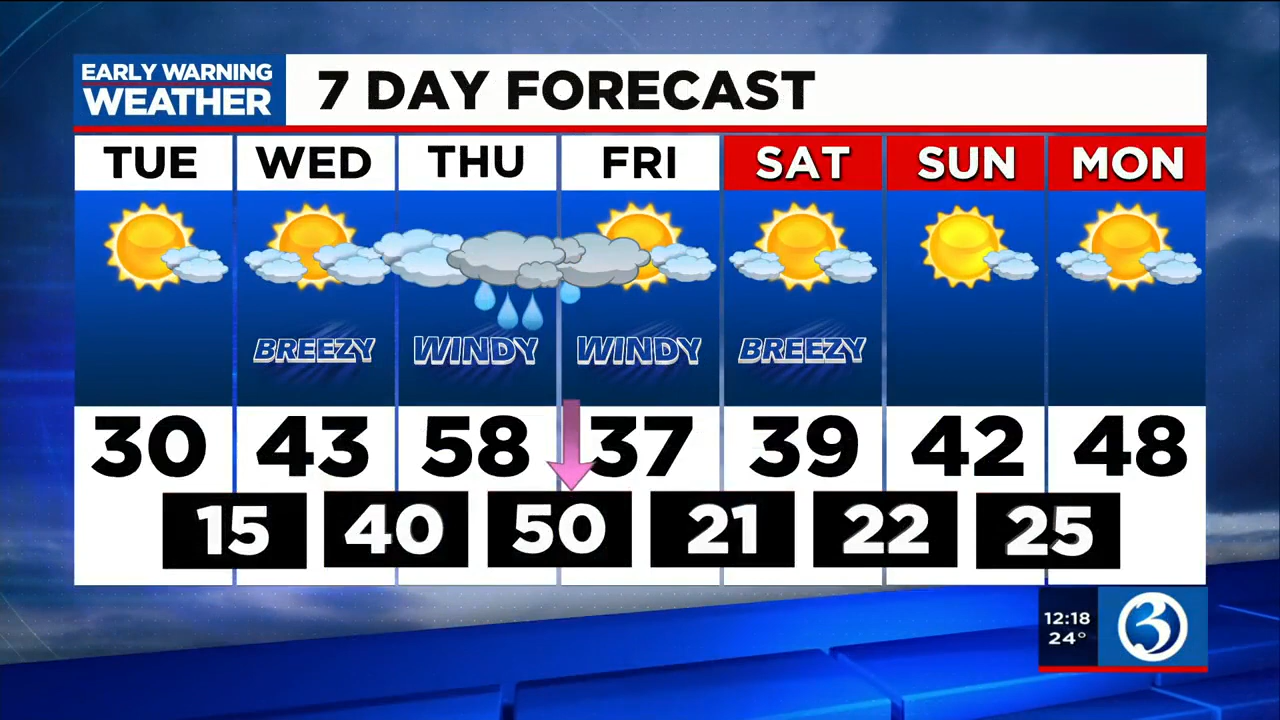 EARLY WARNING
WEATHER
7 DAY FORECAST
TUE WED THU FRI SAT SUN MON
BREEZY WINDY WINDY BREEZY
30 43 58 37 39 42 48
15 40 50 21 22 25
12:18
24°
3